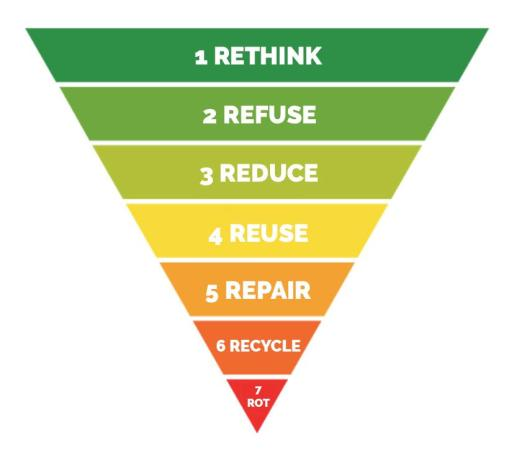 1 RETHINK
2 REFUSE
3 REDUCE
4 REUSE
5 REPAIR
6 RECYCLE
7
ROT